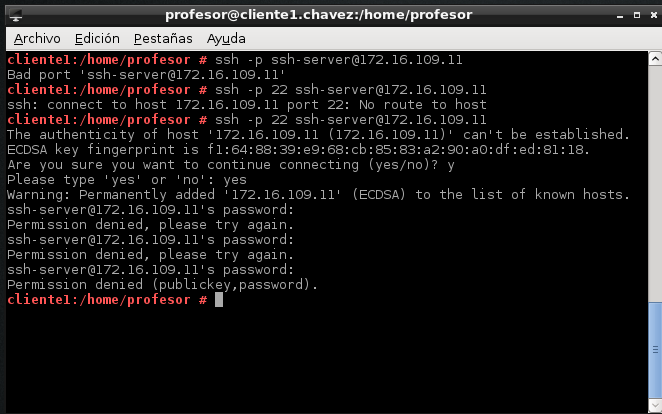 profesor@cliente1.chavez:/home/profesor
Archivo Edición Pestañas Ayuda
cliente1:/home/profesor # ssh -p ssh-server@172.16.109.11
Bad port 'ssh-server@172.16.109.11'
cliente1:/home/profesor # ssh -p 22 ssh-server@172.16.109.11
ssh: connect to host 172.16.109.11 port 22: No route to host
cliente1:/home/profesor # ssh -p 22 ssh-server@172.16.109.11
The authenticity of host '172.16.109.11 (172.16.109.11)' can't be established.
ECDSA key fingerprint is f1:64:88:39:e9:68:cb:85:83:a2:90:a0:df:ed:81:18.
Are you sure you want to continue connecting (yes/no)? y
Please type 'yes' or 'no': yes
Warning: Permanently added '172.16.109.11' (ECDSA) to the list of known hosts.
ssh-server@172.16.109.11's password:
Permission denied, please try again.
ssh-server@172.16.109.11's password:
Permission denied, please try again.
ssh-server@172.16.109.11's password:
Permission denied (publickey,password).
cliente1:/home/profesor #